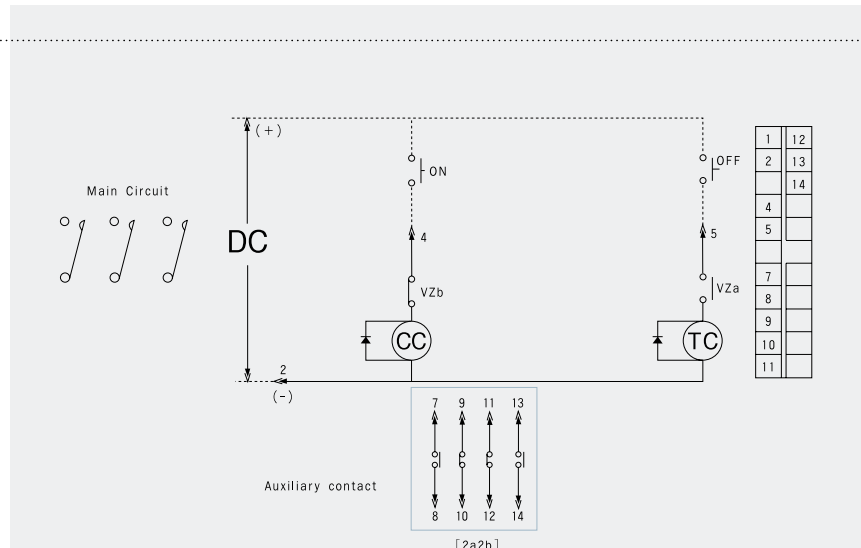 (+)
Main Circuit
DC
ON
OFF
4
5
VZb
VZa
CC
TC
2
(-)
1 12
2 13
14
4
5
7
8
9
10
11
7 9 11 13
Auxiliary contact
8 10 12 14
[2a2b]